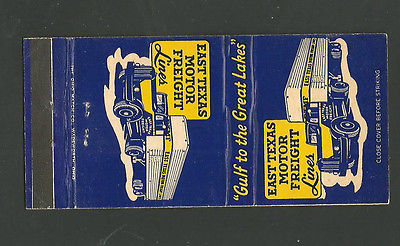 EAST TEXAS
MOTOR
FREIGHT
Lines
"Gulf to the Great Lakes"
EAST TEXAS
MOTOR
FREIGHT
Lines
CLOSE COVER BEFORE STRIKING